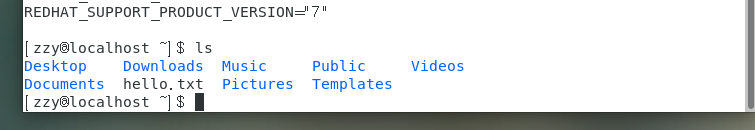 REDHAT_SUPPORT_PRODUCT_VERSION="7"
[zzy@localhost ~]$ ls
Desktop Downloads Music Public Videos
Documents hello.txt Pictures Templates
[zzy@localhost ~]$